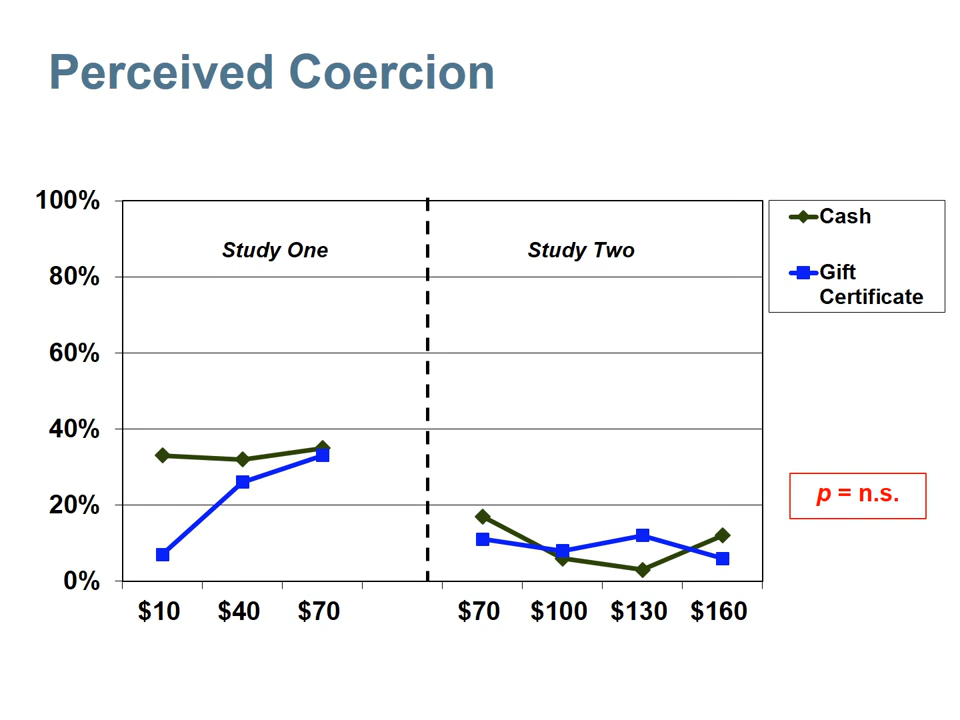 Perceived Coercion
100%
80%
60%
40%
20%
0%
Study One
Study Two
$10 $40 $70 $70 $100 $130 $160
Cash
Gift
Certificate
p = n.s.